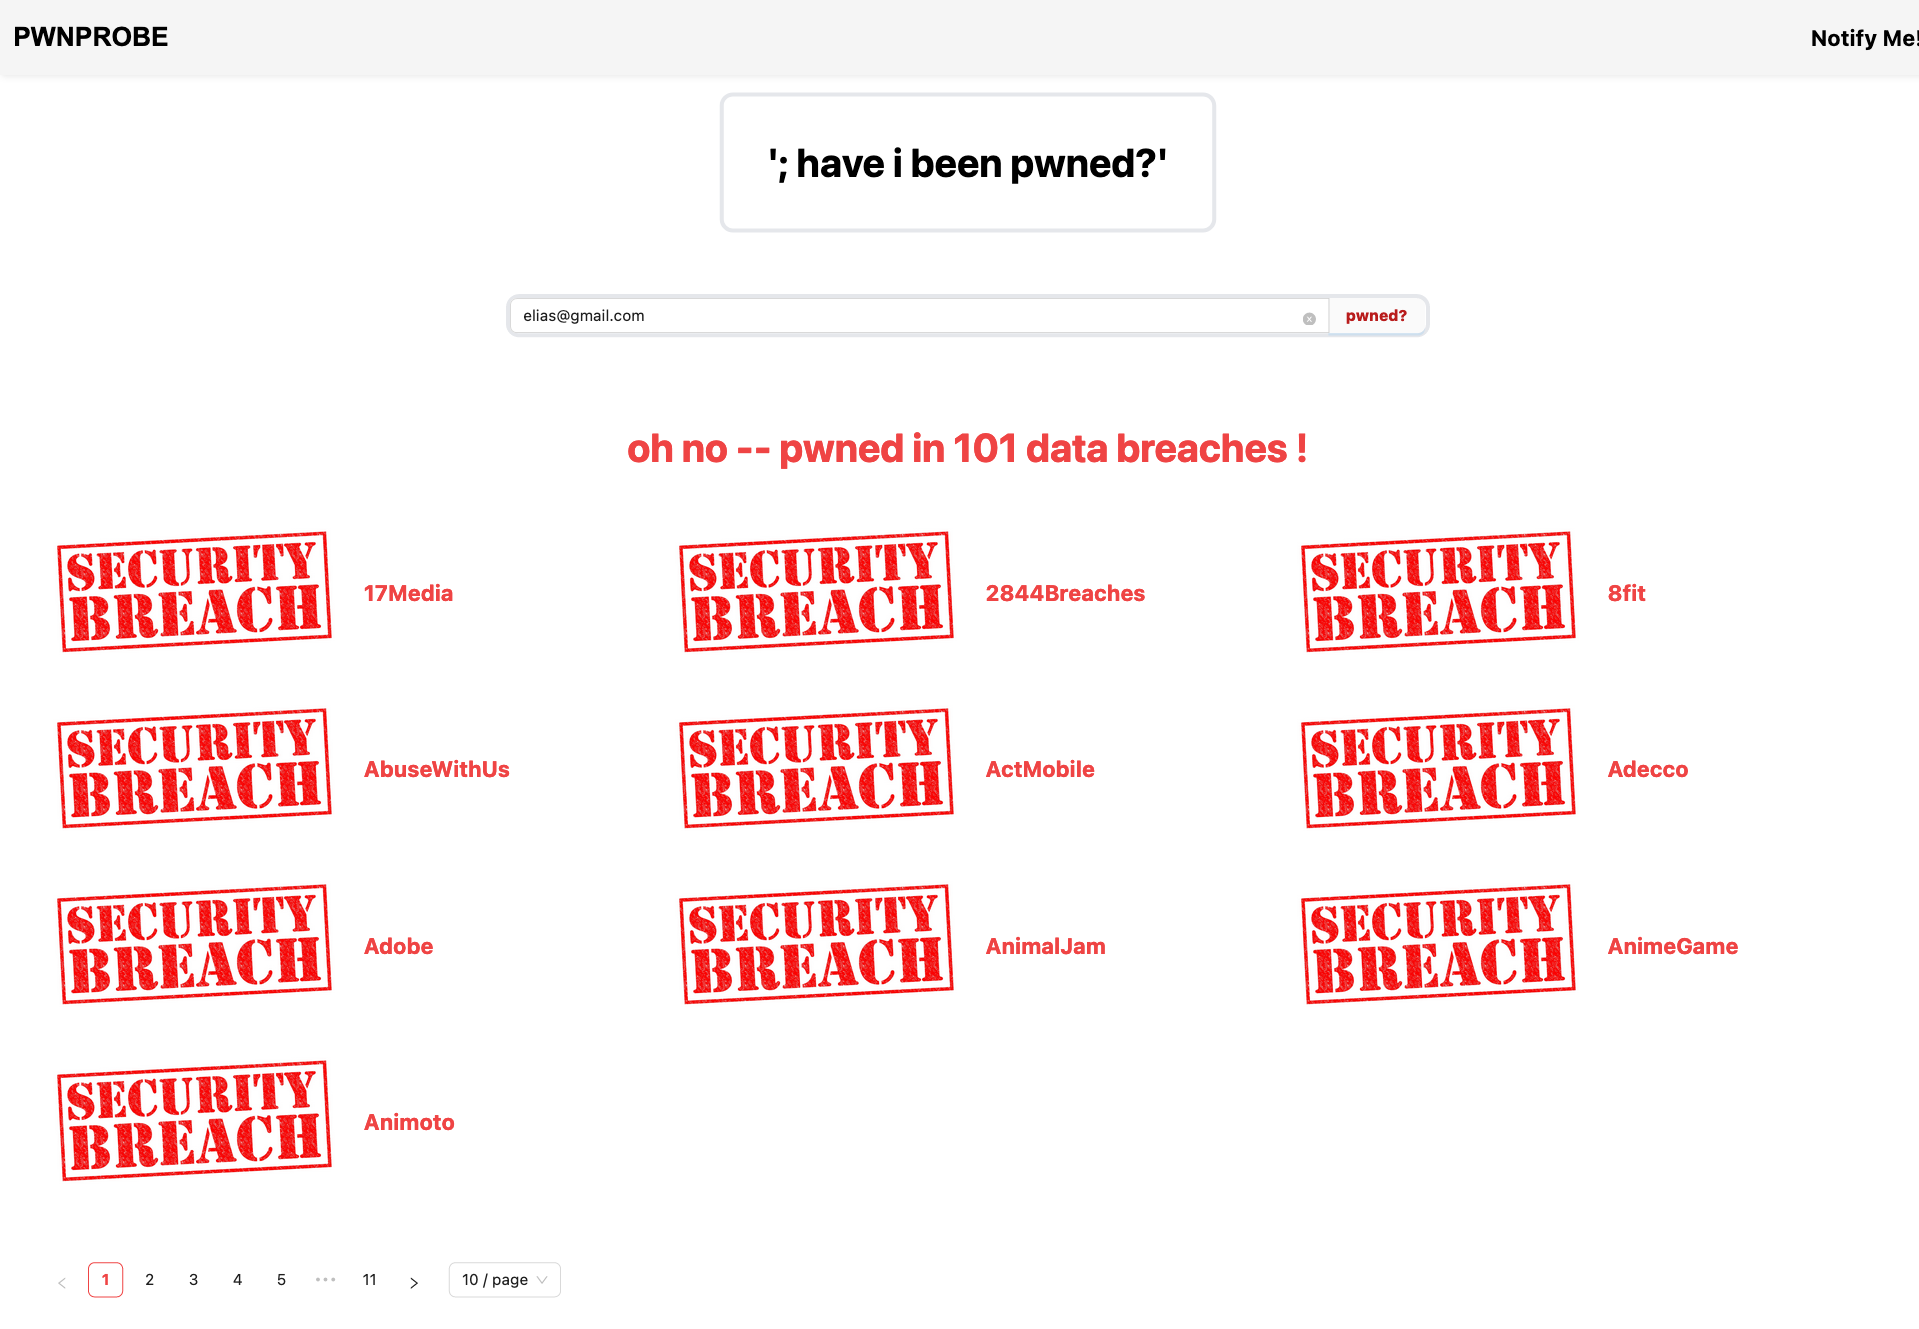 PWNPROBE
Notify Me!
'; have i been pwned?'
elias@gmail.com
pwned?
oh no -- pwned in 101 data breaches !
SECURITY
BREACH
17Media
SECURITY
BREACH
2844Breaches
SECURITY
BREACH
8fit
SECURITY
BREACH
AbuseWithUs
SECURITY
BREACH
ActMobile
SECURITY
BREACH
Adecco
SECURITY
BREACH
Adobe
SECURITY
BREACH
AnimalJam
SECURITY
BREACH
AnimeGame
SECURITY
BREACH
Animoto
< 1 2 3 4 5 ••• 11 > 10 / page